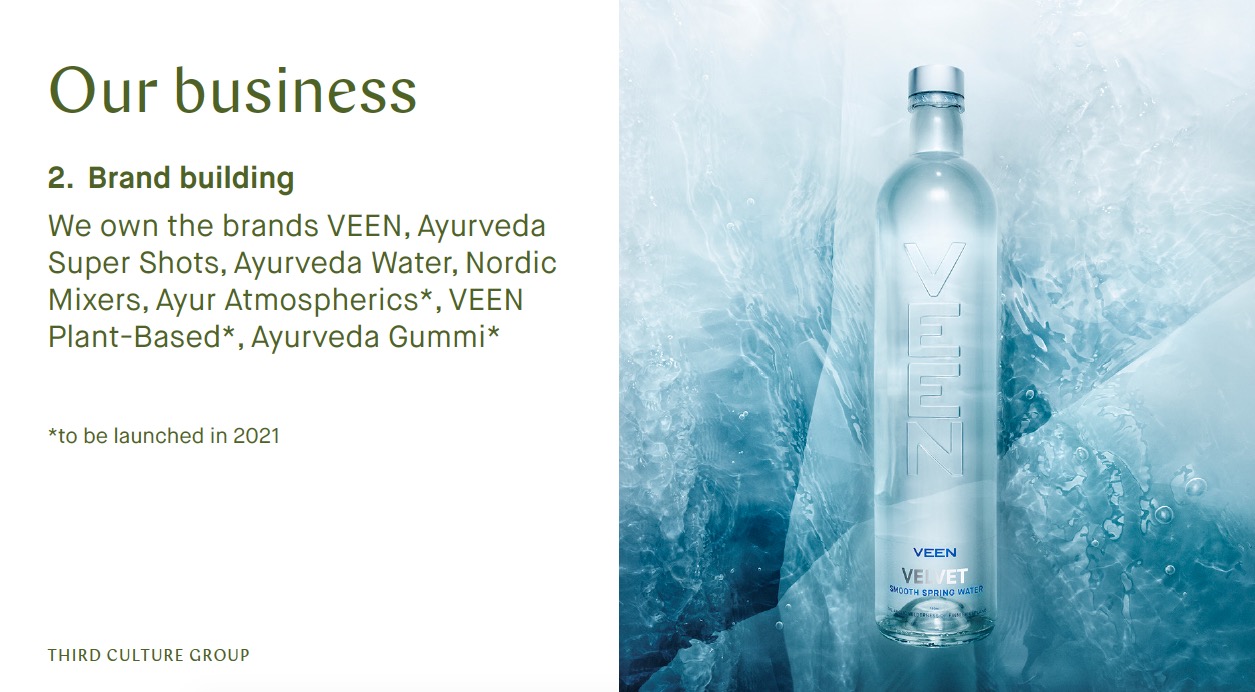 Our business
2. Brand building
We own the brands VEEN, Ayurveda
Super Shots, Ayurveda Water, Nordic
Mixers, Ayur Atmospherics*, VEEN
Plant-Based*, Ayurveda Gummi*
*to be launched in 2021
THIRD CULTURE GROUP
VEEN
VEEN
VELVET
SMOOTH SPRING WATER